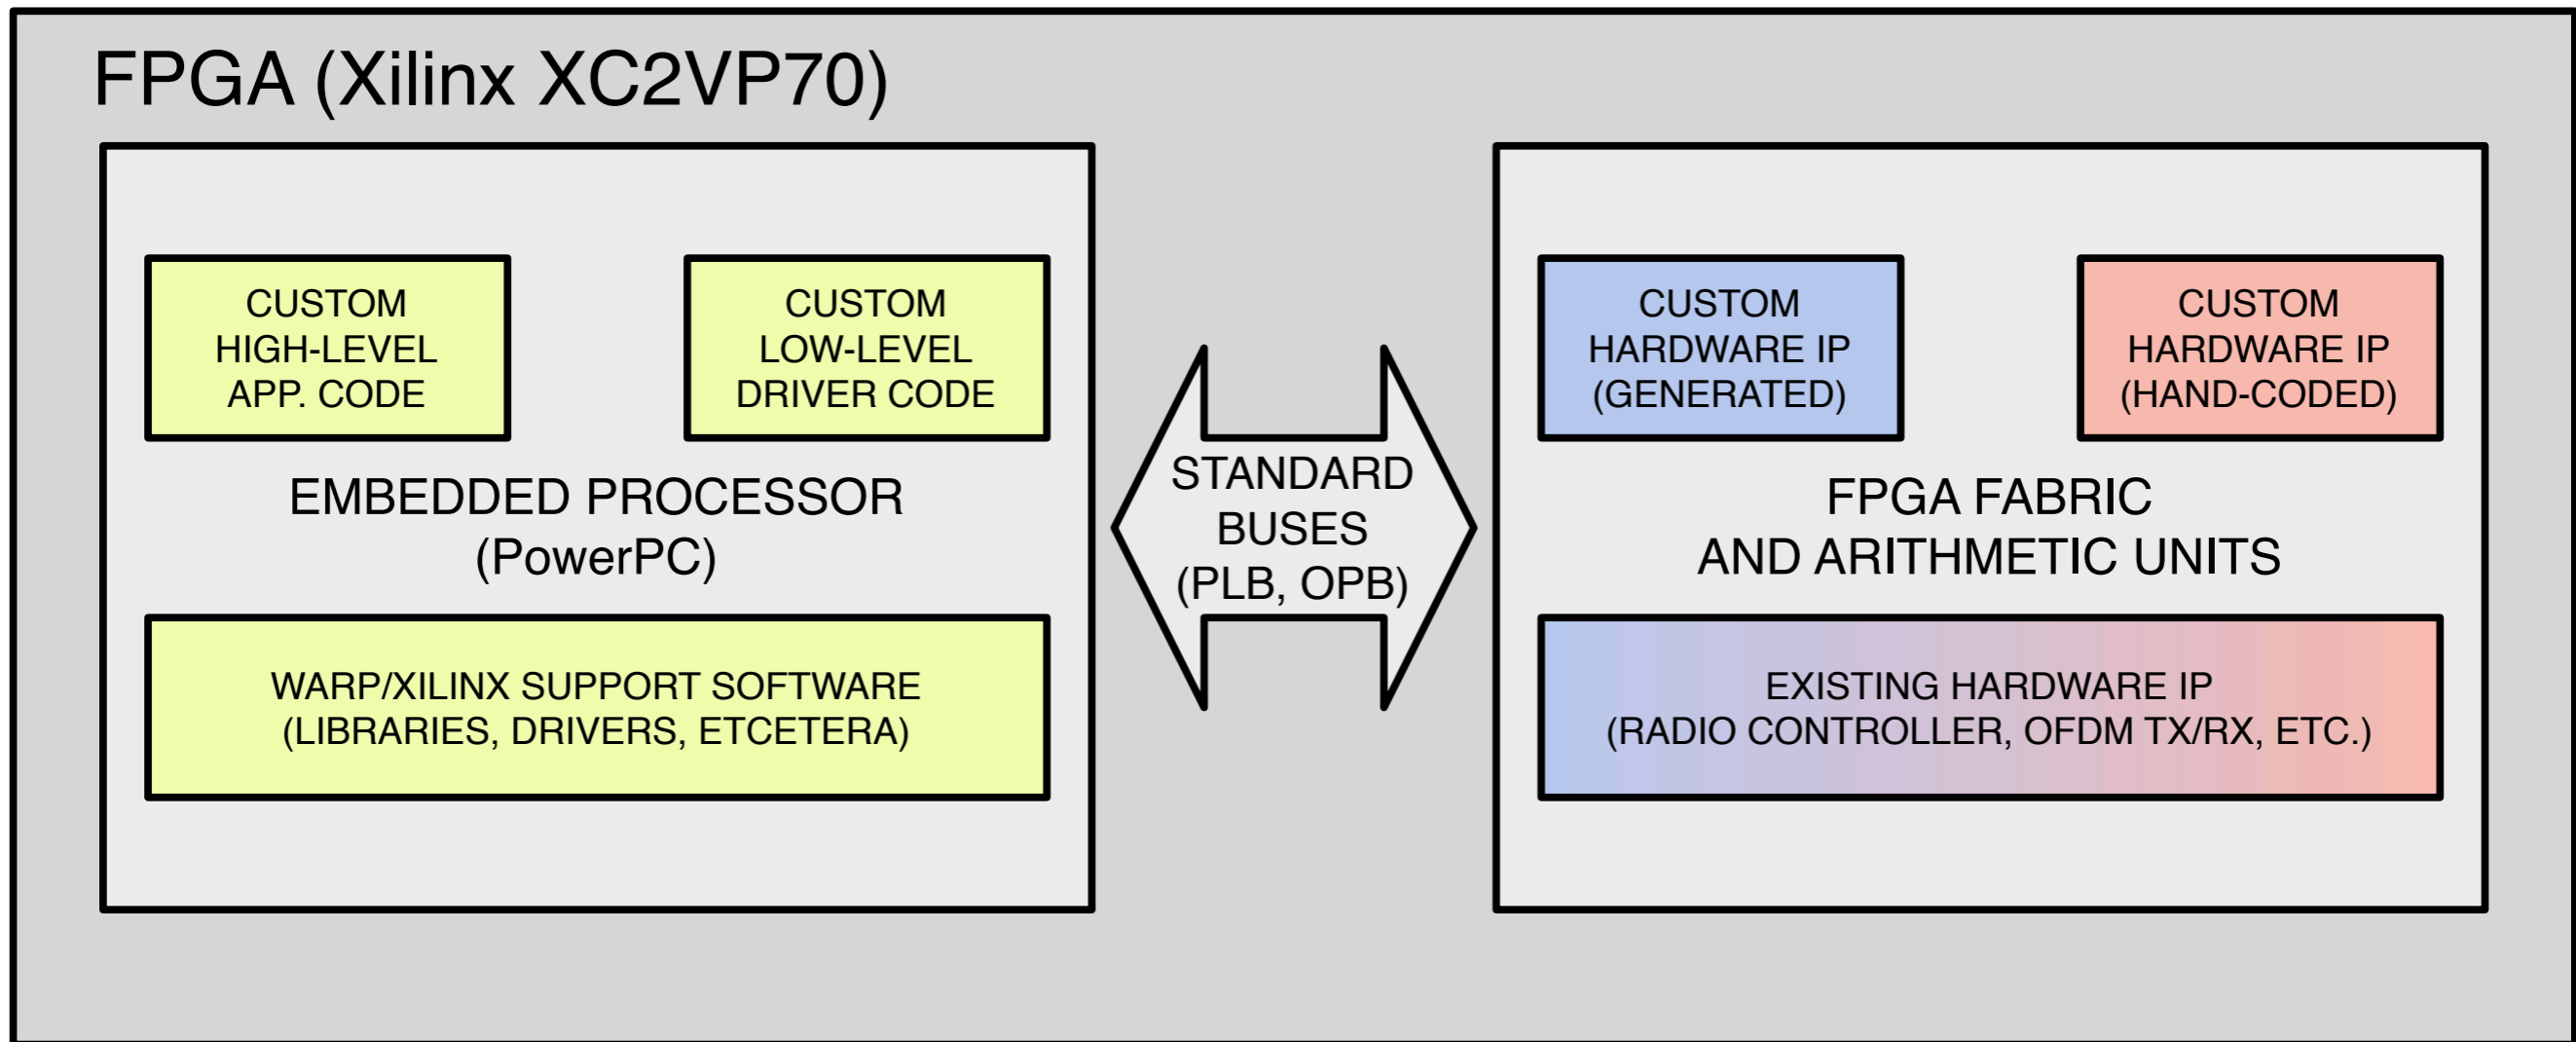 FPGA (Xilinx XC2VP70)
CUSTOM
HIGH-LEVEL
APP. CODE
CUSTOM
LOW-LEVEL
DRIVER CODE
EMBEDDED PROCESSOR
(PowerPC)
WARP/XILINX SUPPORT SOFTWARE
(LIBRARIES, DRIVERS, ETCETERA)
STANDARD
BUSES
(PLB, OPB)
CUSTOM
HARDWARE IP
(GENERATED)
CUSTOM
HARDWARE IP
(HAND-CODED)
FPGA FABRIC
AND ARITHMETIC UNITS
EXISTING HARDWARE IP
(RADIO CONTROLLER, OFDM TX/RX, ETC.)